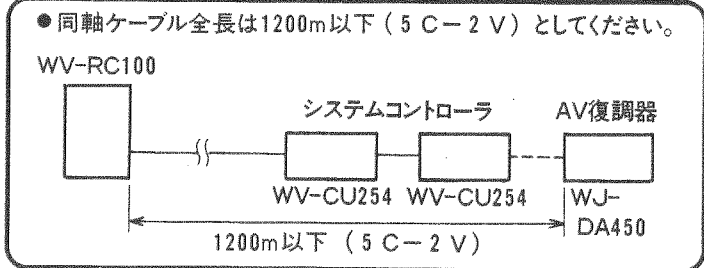 ●同軸ケーブル全長は1200m以下(5C−2V)としてください。
WV-RC100
システムコントローラ AV復調器
WV-CU254 WV-CU254 WJ-DA450
1200m以下 (5C−2V)